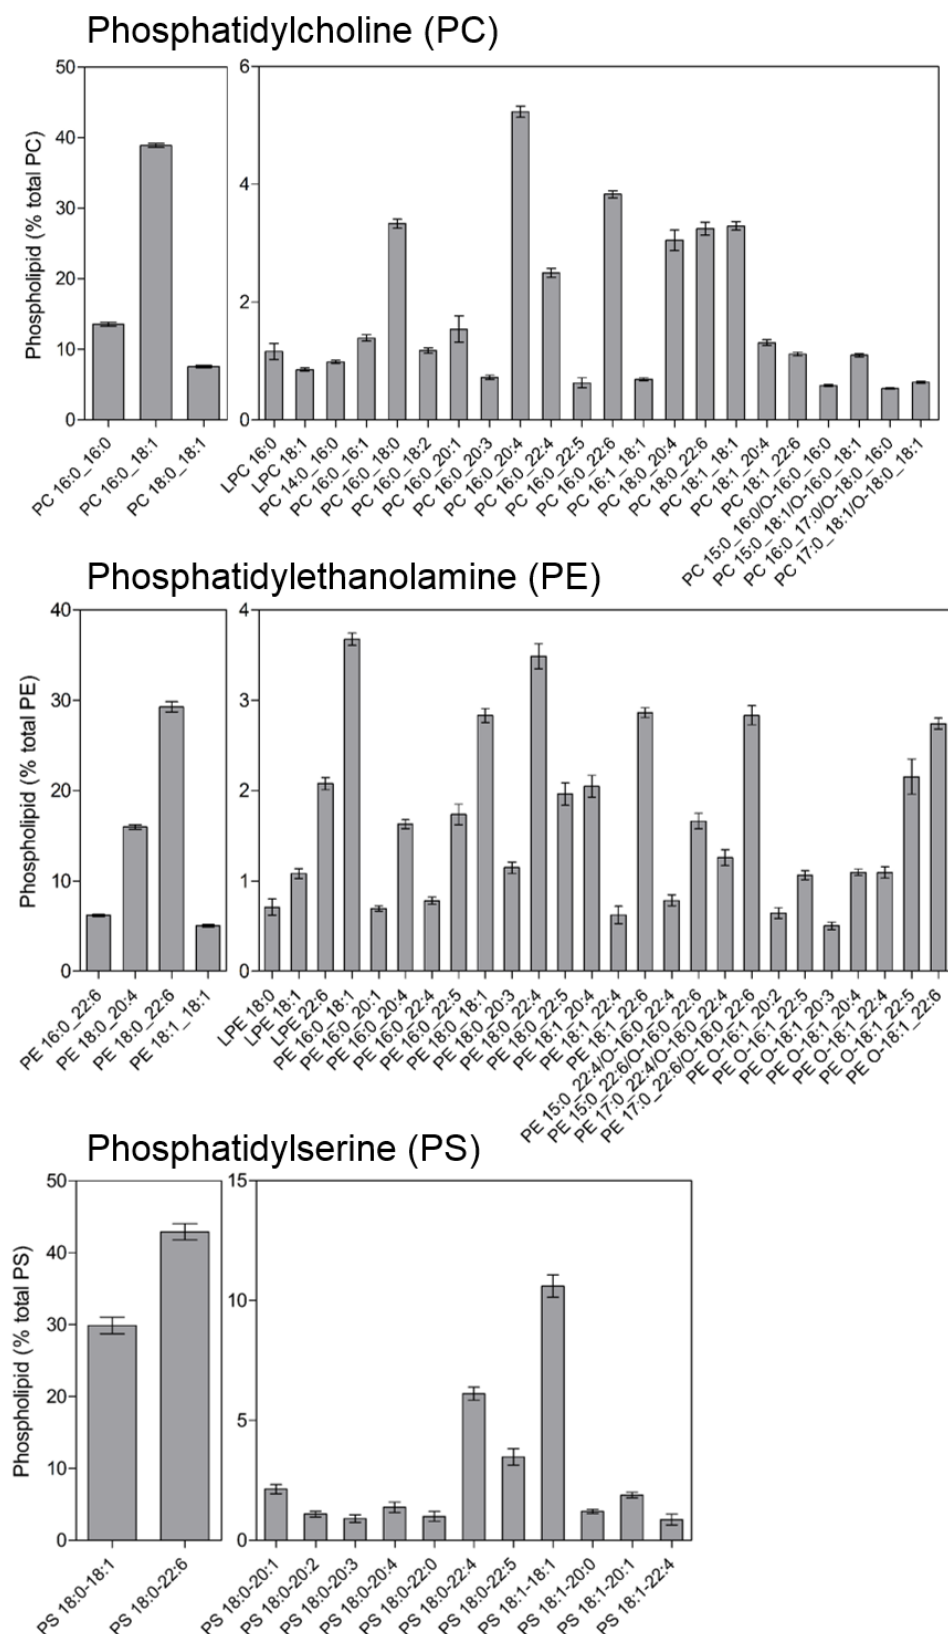 Phosphatidylcholine (PC)
Phospholipid (% total PC)
50
40
30
20
10
0
PC 16:0_16:0
PC 16:0_18:1
PC 18:0_18:1
6
4
2
0
LPC 16:0
LPC 18:1
PC 14:0_16:0
PC 16:0_16:1
PC 16:0_18:0
PC 16:0_18:2
PC 16:0_20:1
PC 16:0_20:3
PC 16:0_20:4
PC 16:0_22:4
PC 16:0_22:5
PC 16:0_22:6
PC 16:1_18:1
PC 18:0_20:4
PC 18:0_22:6
PC 18:1_18:1
PC 18:1_20:4
PC 18:1_22:6
PC 15:0_16:0/O-16:0_16:0
PC 15:0_18:1/O-16:0_18:1
PC 16:0_17:0/O-18:0_16:0
PC 17:0_18:1/O-18:0_18:1
Phosphatidylethanolamine (PE)
Phospholipid (% total PE)
40
30
20
10
0
PE 16:0_22:6
PE 18:0_20:4
PE 18:0_22:6
PE 18:1_18:1
4
3
2
1
0
LPE 18:0
LPE 18:1
LPE 22:6
PE 16:0_18:1
PE 16:0_20:1
PE 16:0_20:4
PE 16:0_22:4
PE 16:0_22:5
PE 18:0_18:1
PE 18:0_20:3
PE 18:0_22:4
PE 18:0_22:5
PE 18:1_20:4
PE 18:1_22:4
PE 18:1_22:6
PE 15:0_22:4/O-16:0_22:4
PE 15:0_22:6/O-16:0_22:6
PE 17:0_22:4/O-18:0_22:4
PE 17:0_22:6/O-18:0_22:6
PE O-16:1_20:2
PE O-16:1_22:5
PE O-18:1_20:3
PE O-18:1_20:4
PE O-18:1_22:4
PE O-18:1_22:5
PE O-18:1_22:6
Phosphatidylserine (PS)
Phospholipid (% total PS)
50
40
30
20
10
0
PS 18:0-18:1
PS 18:0-22:6
15
10
5
0
PS 18:0-20:1
PS 18:0-20:2
PS 18:0-20:3
PS 18:0-20:4
PS 18:0-22:0
PS 18:0-22:4
PS 18:0-22:5
PS 18:1-18:1
PS 18:1-20:0
PS 18:1-20:1
PS 18:1-22:4